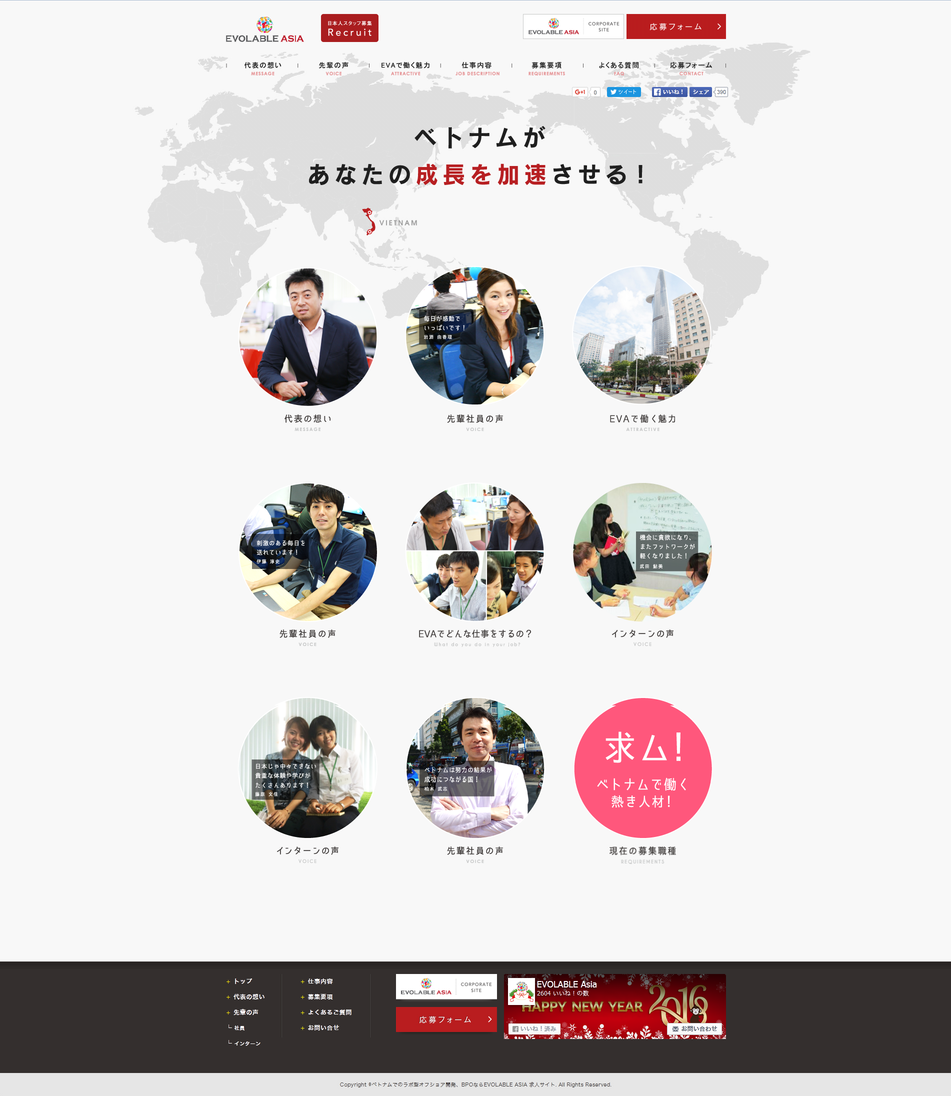 EVOLABLE ASIA
日本人スタッフ募集
Recruit
EVOLABLE ASIA
CORPORATE
SITE
応募フォーム
代表の想い
MESSAGE
先輩の声
VOICE
EVAで働く魅力
ATTRACTIVE
仕事内容
JOB DESCRIPTION
募集要項
REQUIREMENTS
よくある質問
FAQ
応募フォーム
CONTACT
G+1
0
ツイート
いいね!
シェア
390
ベトナムが
あなたの成長を加速させる!
VIETNAM
毎日が感動で
いっぱいです!
代表の想い
MESSAGE
先輩社員の声
VOICE
EVAで働く魅力
ATTRACTIVE
刺激のある毎日を
送れています!
伊藤 淳史
機会に貪欲になり、
またフットワークが
軽くなりました!
先輩社員の声
VOICE
EVAでどんな仕事をするの?
What do you do in your job?
インターンの声
VOICE
日本じゃ中々できない
貴重な体験や学びが
たくさんあります!
ベトナムは努力の結果が
成功につながる国!
求ム!
ベトナムで働く
熱き人材!
インターンの声
VOICE
先輩社員の声
VOICE
現在の募集職種
REQUIREMENTS
トップ
代表の想い
先輩の声
社員
インターン
仕事内容
募集要項
よくあるご質問
お問い合せ
EVOLABLE ASIA
CORPORATE
SITE
応募フォーム
EVOLABLE Asia
2604 いいね!の数
HAPPY NEW YEAR 2016
いいね!済み
お問い合わせ
Copyright ©ベトナムでのラボ型オフショア開発、BPOならEVOLABLE ASIA 求人サイト. All Rights Reserved.